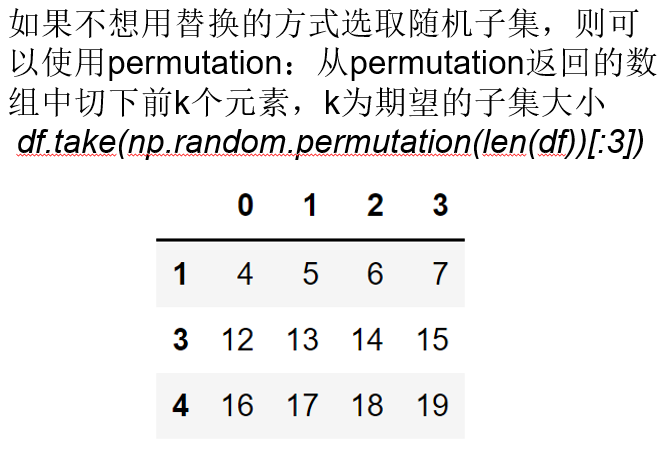 如果不想用替换的方式选取随机子集，则可
以使用permutation：从permutation返回的数
组中切下前k个元素，k为期望的子集大小
df.take(np.random.permutation(len(df))[:3])
0 1 2 3
1 4 5 6 7
3 12 13 14 15
4 16 17 18 19